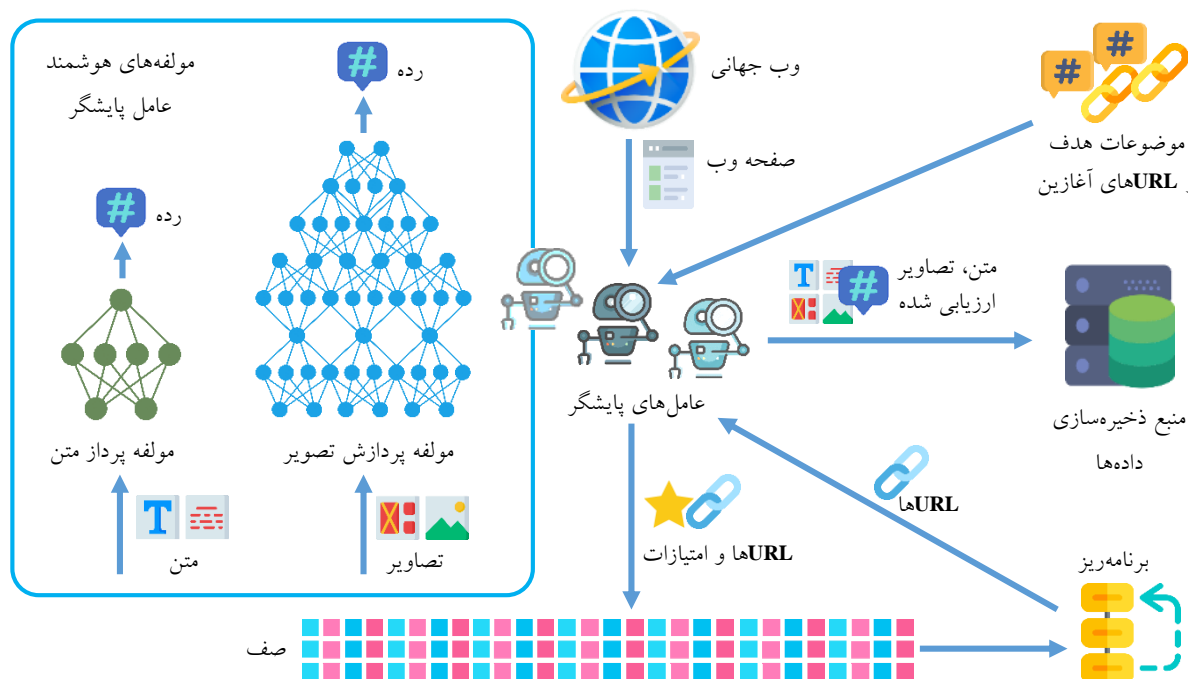 مولفه‌های هوشمند
عامل پایشگر
رده
رده
مولفه پرداز متن
مولفه پردازش تصویر
متن
تصاویر
وب جهانی
صفحه وب
موضوعات هدف
و URLهای آغازین
متن، تصاویر
ارزیابی شده
عامل‌های پایشگر
منبع ذخیره‌سازی
داده‌ها
URLها
URLها و امتیازات
برنامه‌ریز
صف